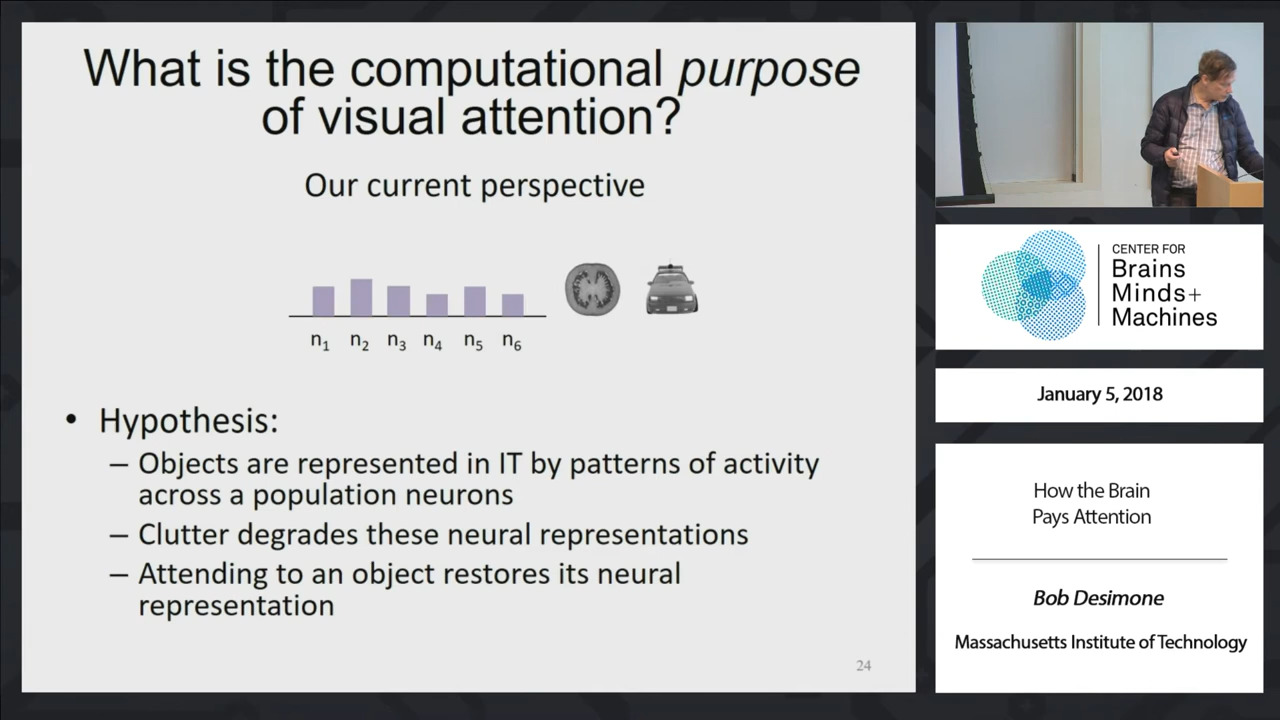 What is the computational purpose
of visual attention?
Our current perspective
n1 n2 n3 n4 n5 n6
• Hypothesis:
– Objects are represented in IT by patterns of activity
across a population neurons
– Clutter degrades these neural representations
– Attending to an object restores its neural
representation
24
CENTER FOR
Brains
Minds+
Machines
January 5, 2018
How the Brain
Pays Attention
Bob Desimone
Massachusetts Institute of Technology